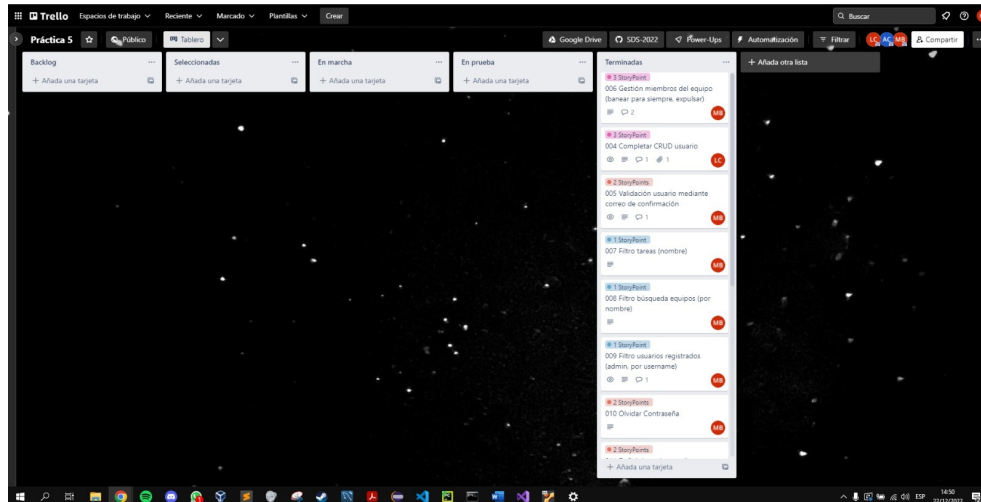 Trello
Espacios de trabajo
Reciente
Marcado
Plantillas
Crear
Buscar
Práctica 5
Público
Tablero
Google Drive
SDS-2022
Power-Ups
Automatización
Filtrar
LC
AC
MB
Compartir
Backlog
+ Añada una tarjeta
Seleccionadas
+ Añada una tarjeta
En marcha
+ Añada una tarjeta
En prueba
+ Añada una tarjeta
Terminadas
3 StoryPoint
006 Gestión miembros del equipo
(banear para siempre, expulsar)
2
MB
3 StoryPoint
004 Completar CRUD usuario
1 1
LC
2 StoryPoints
005 Validación usuario mediante
correo de confirmación
1
MB
1 StoryPoint
007 Filtro tareas (nombre)
MB
1 StoryPoint
008 Filtro búsqueda equipos (por
nombre)
MB
1 StoryPoint
009 Filtro usuarios registrados
(admin, por username)
1
MB
2 StoryPoints
010 Olvidar Contraseña
MB
2 StoryPoints
+ Añada una tarjeta
+ Añada otra lista
ESP
14:50
22/12/2022